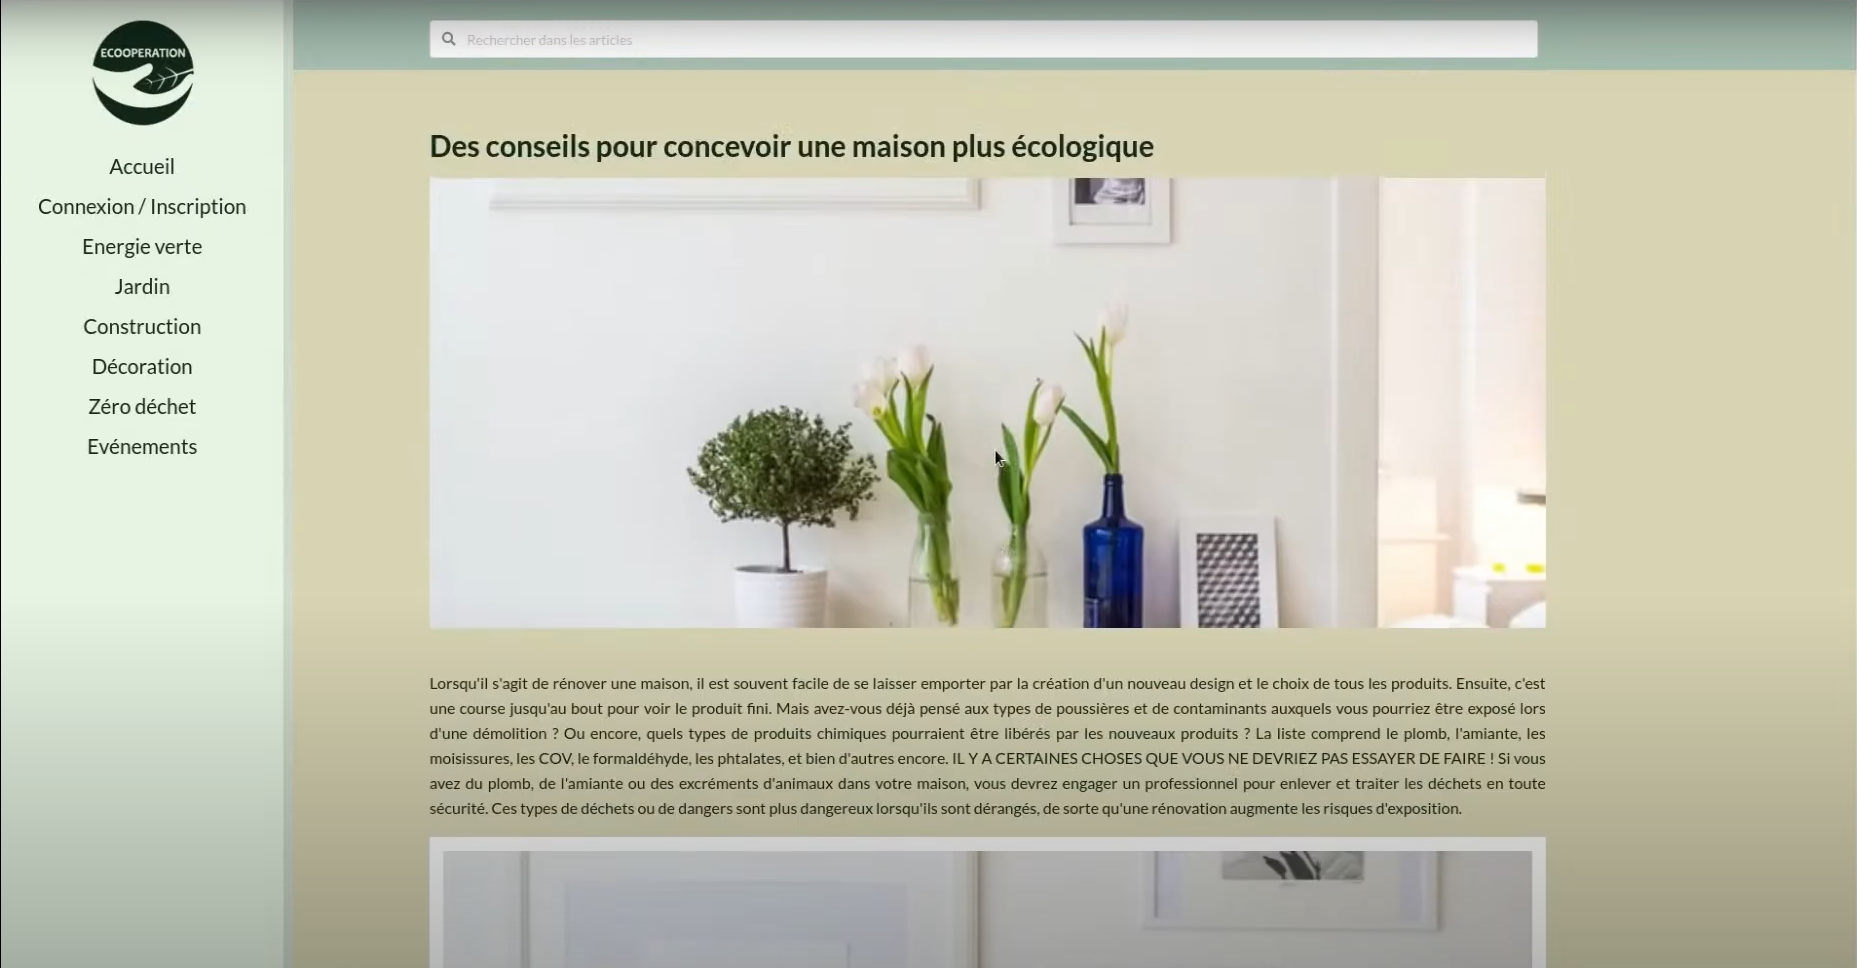 ECOOPERATION
Accueil
Connexion / Inscription
Energie verte
Jardin
Construction
Décoration
Zéro déchet
Evénements
Rechercher dans les articles
Des conseils pour concevoir une maison plus écologique
Lorsqu'il s'agit de rénover une maison, il est souvent facile de se laisser emporter par la création d'un nouveau design et le choix de tous les produits. Ensuite, c'est
une course jusqu'au bout pour voir le produit fini. Mais avez-vous déjà pensé aux types de poussières et de contaminants auxquels vous pourriez être exposé lors
d'une démolition ? Ou encore, quels types de produits chimiques pourraient être libérés par les nouveaux produits ? La liste comprend le plomb, l'amiante, les
moisissures, les COV, le formaldéhyde, les phtalates, et bien d'autres encore. IL Y A CERTAINES CHOSES QUE VOUS NE DEVRIEZ PAS ESSAYER DE FAIRE ! Si vous
avez du plomb, de l'amiante ou des excréments d'animaux dans votre maison, vous devrez engager un professionnel pour enlever et traiter les déchets en toute
sécurité. Ces types de déchets ou de dangers sont plus dangereux lorsqu'ils sont dérangés, de sorte qu'une rénovation augmente les risques d'exposition.